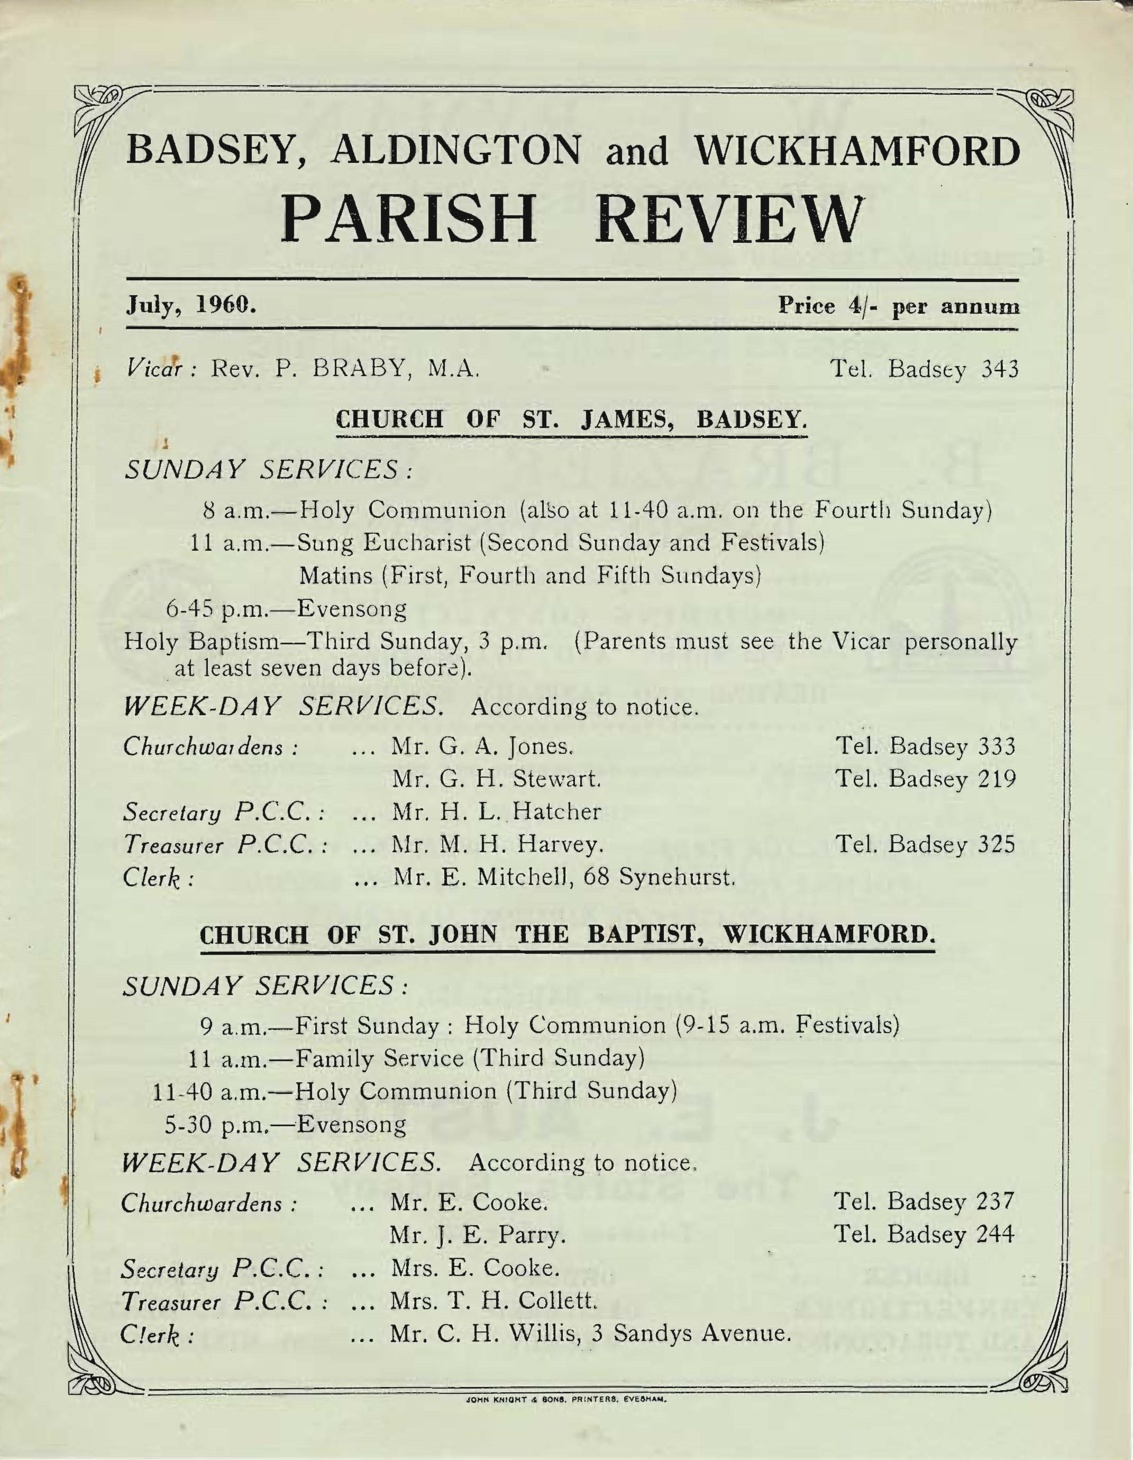 BADSEY, ALDINGTON and WICKHAMFORD
PARISH REVIEW
July, 1960. Price 4/- per annum
Vicar : Rev. P. BRABY, M.A. Tel. Badsey 343
CHURCH OF ST. JAMES, BADSEY.
SUNDAY SERVICES :
8 a.m.—Holy Communion (also at 11-40 a.m. on the Fourth Sunday)
11 a.m.—Sung Eucharist (Second Sunday and Festivals)
Matins (First, Fourth and Fifth Sundays)
6-45 p.m.—Evensong
Holy Baptism—Third Sunday, 3 p.m. (Parents must see the Vicar personally
at least seven days before).
WEEK-DAY SERVICES. According to notice.
Churchwardens : ... Mr. G. A. Jones. Tel. Badsey 333
Mr. G. H. Stewart. Tel. Badsey 219
Secretary P.C.C. : ... Mr. H. L. Hatcher
Treasurer P.C.C. : ... Mr. M. H. Harvey. Tel. Badsey 325
Clerk : ... Mr. E. Mitchell, 68 Synehurst.
CHURCH OF ST. JOHN THE BAPTIST, WICKHAMFORD.
SUNDAY SERVICES :
9 a.m.—First Sunday : Holy Communion (9-15 a.m. Festivals)
11 a.m.—Family Service (Third Sunday)
11-40 a.m.—Holy Communion (Third Sunday)
5-30 p.m.—Evensong
WEEK-DAY SERVICES. According to notice.
Churchwardens : ... Mr. E. Cooke. Tel. Badsey 237
Mr. J. E. Parry. Tel. Badsey 244
Secretary P.C.C. : ... Mrs. E. Cooke.
Treasurer P.C.C. : ... Mrs. T. H. Collett.
Clerk : ... Mr. C. H. Willis, 3 Sandys Avenue.
JOHN KNIGHT & SONS, PRINTERS, EVESHAM.